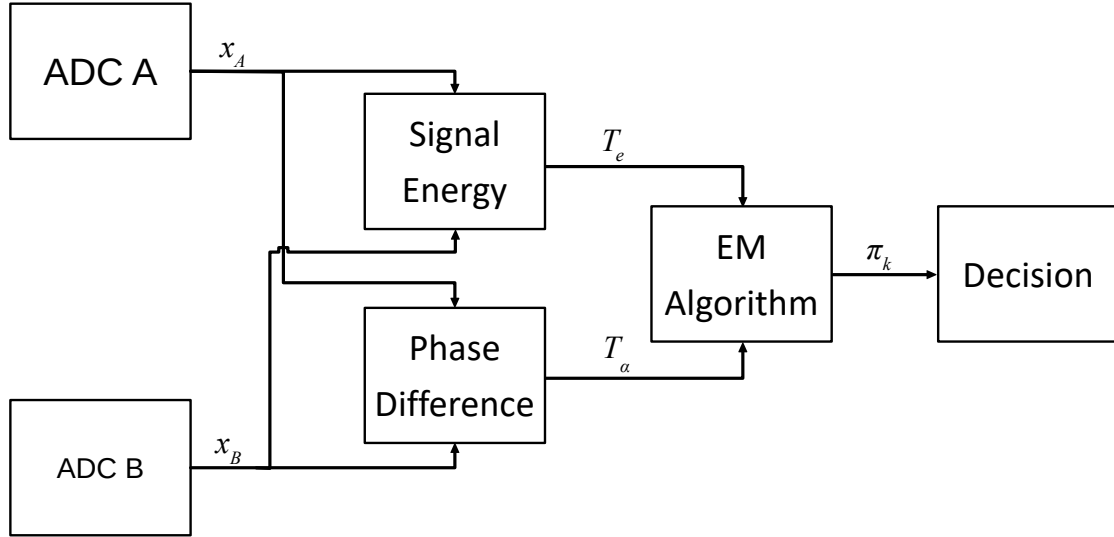 ADC A
x_A
Signal
Energy
T_e
EM
Algorithm
π_k
Decision
Phase
Difference
T_α
ADC B
x_B